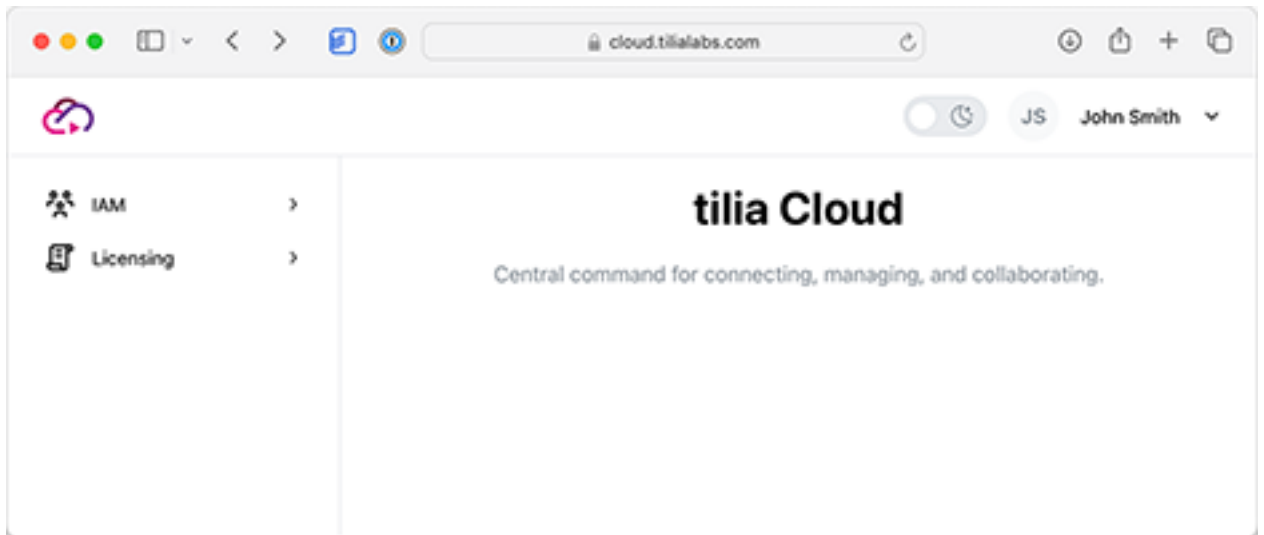 cloud.tilialabs.com
JS John Smith
IAM
Licensing
tilia Cloud
Central command for connecting, managing, and collaborating.